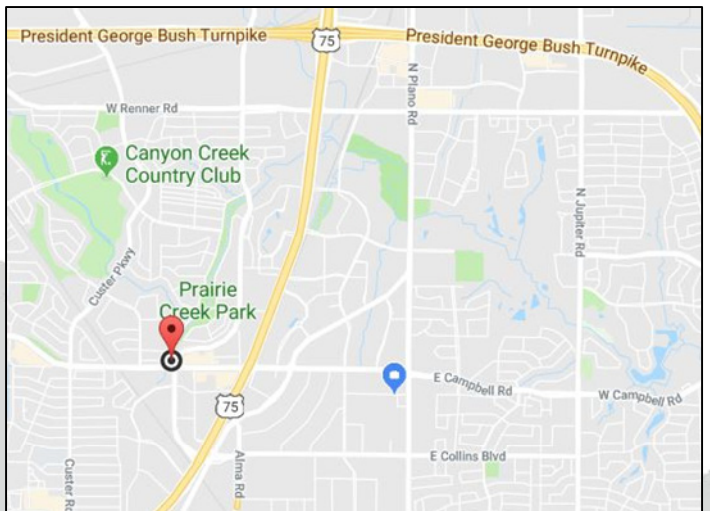 President George Bush Turnpike
75
President George Bush Turnpike
W Renner Rd
N Plano Rd
Canyon Creek
Country Club
N Jupiter Rd
Custer Pkwy
Prairie
Creek Park
E Campbell Rd
W Campbell Rd
75
E Collins Blvd
Alma Rd
Custer Rd